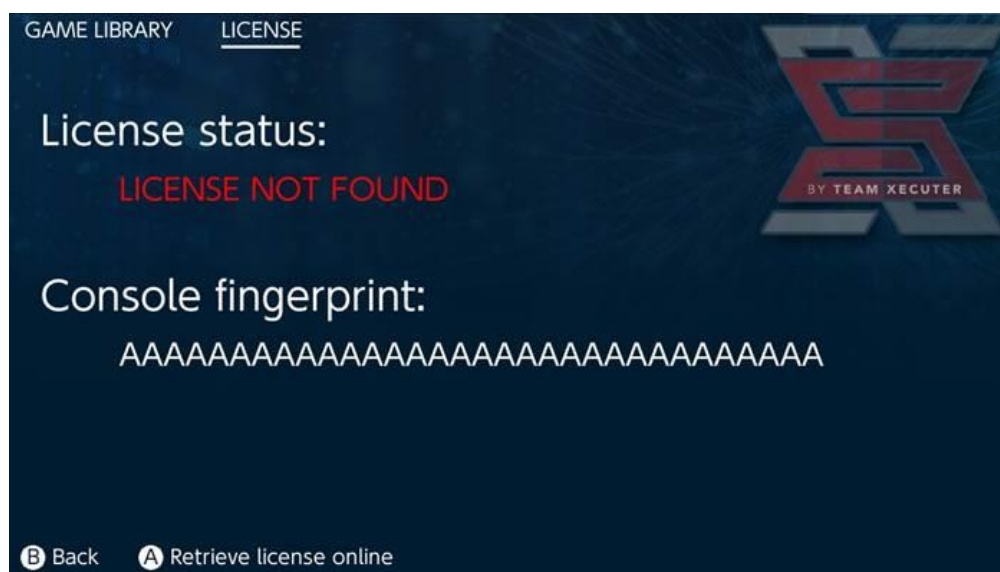 GAME LIBRARY LICENSE
License status:
LICENSE NOT FOUND
BY TEAM XECUTER
Console fingerprint:
AAAAAAAAAAAAAAAAAAAAAAAAAAAAAAAA
B Back A Retrieve license online